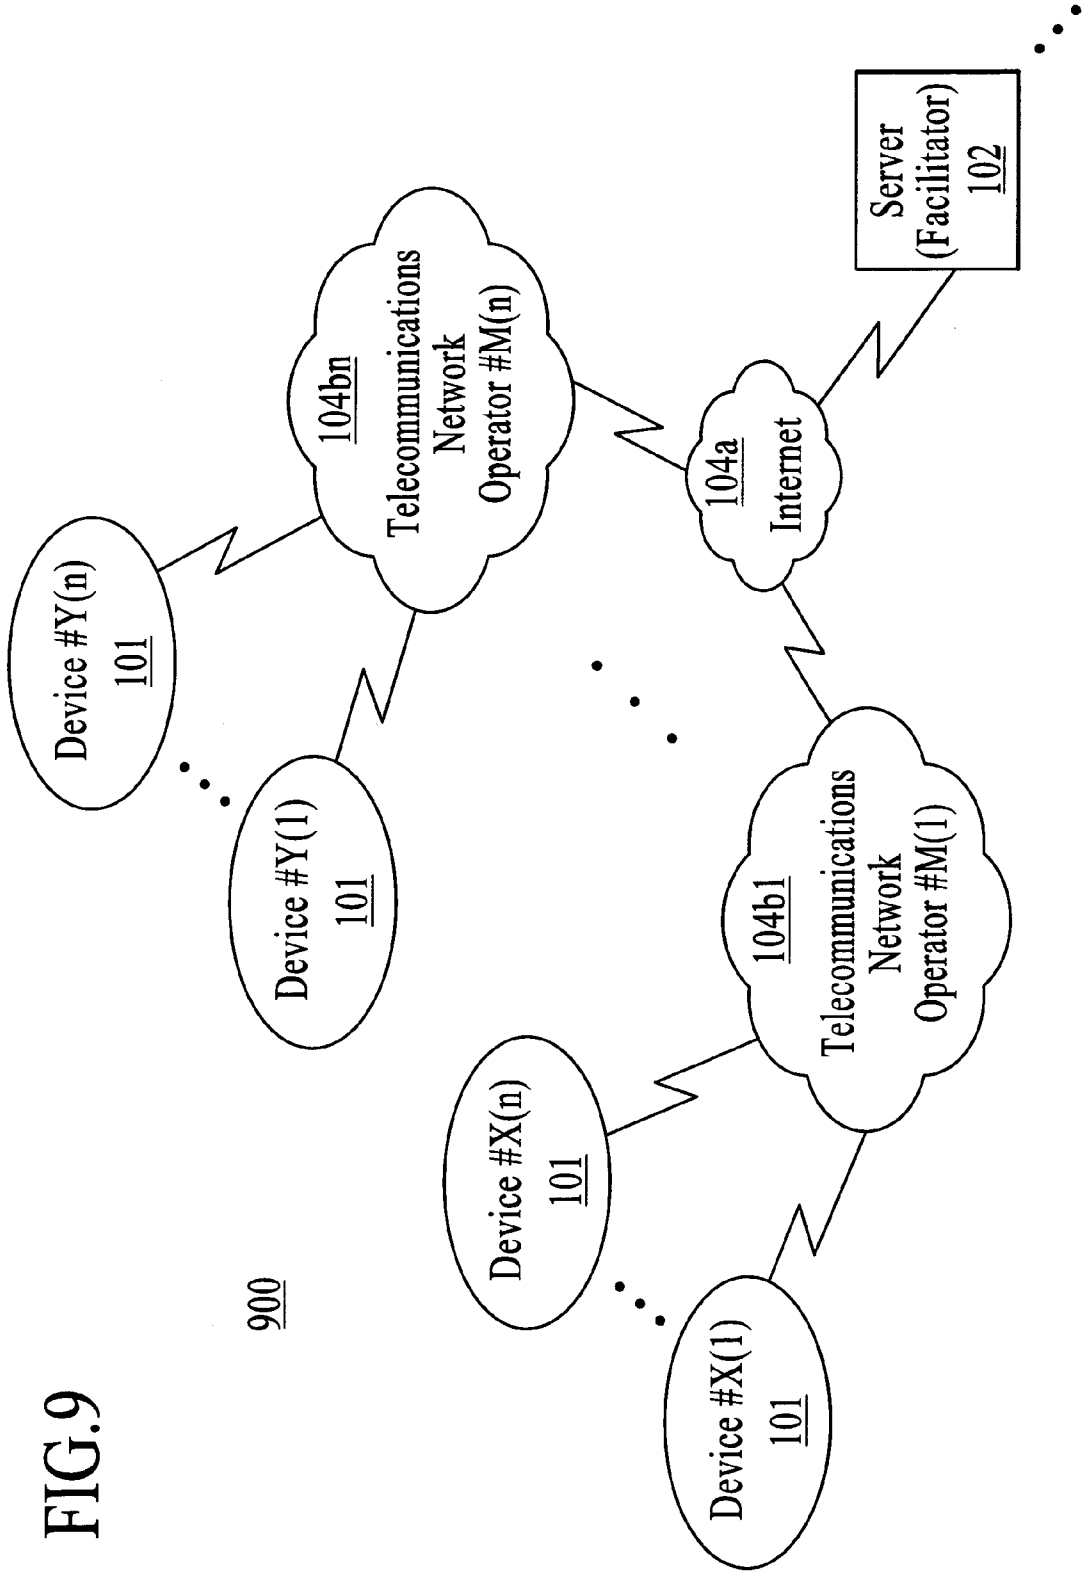 FIG.9
900
Device #Y(n)
101
Device #Y(1)
101
104bn
Telecommunications
Network
Operator #M(n)
Device #X(n)
101
Device #X(1)
101
104b1
Telecommunications
Network
Operator #M(1)
104a
Internet
Server
(Facilitator)
102